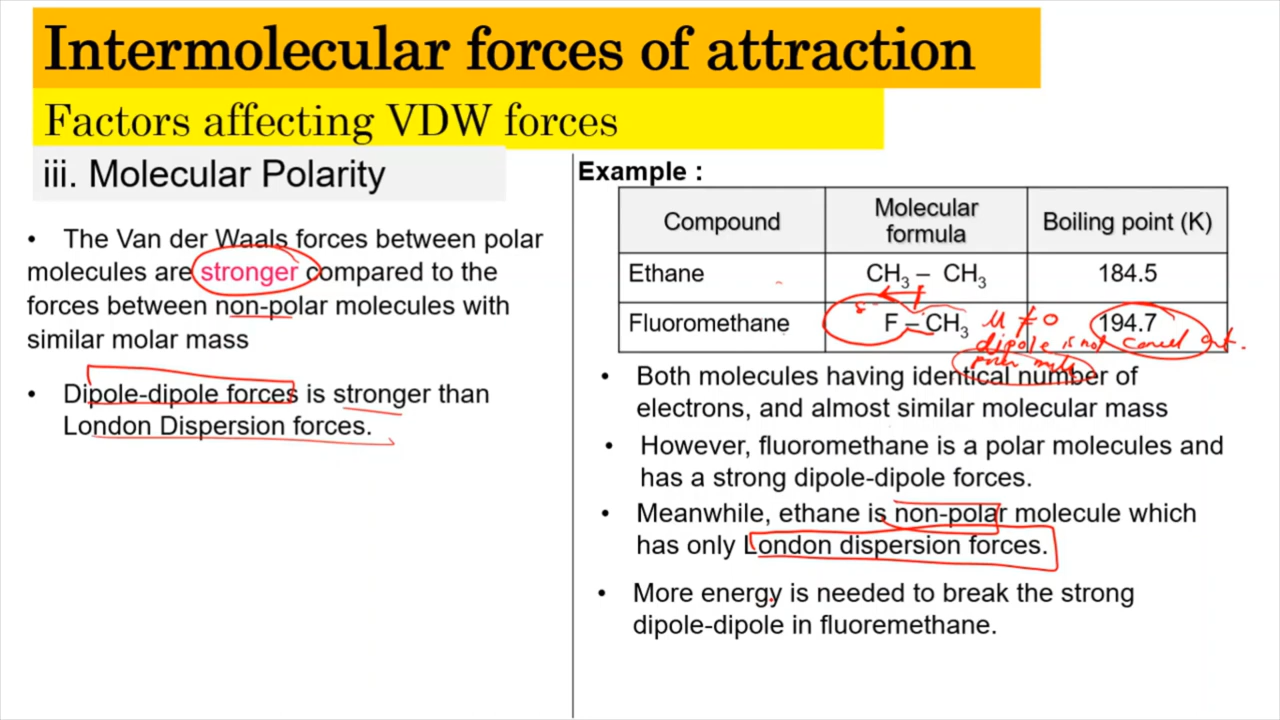 Intermolecular forces of attraction
Factors affecting VDW forces
iii. Molecular Polarity
• The Van der Waals forces between polar
molecules are stronger compared to the
forces between non-polar molecules with
similar molar mass
• Dipole-dipole forces is stronger than
London Dispersion forces.
Example :
Compound Molecular formula Boiling point (K)
Ethane CH₃ – CH₃ 184.5
δ⁻
Fluoromethane F – CH₃ μ ≠ 0 194.7
dipole is not cancel out.
• Both molecules having identical number of
electrons, and almost similar molecular mass
• However, fluoromethane is a polar molecules and
has a strong dipole-dipole forces.
• Meanwhile, ethane is non-polar molecule which
has only London dispersion forces.
• More energy is needed to break the strong
dipole-dipole in fluoremethane.